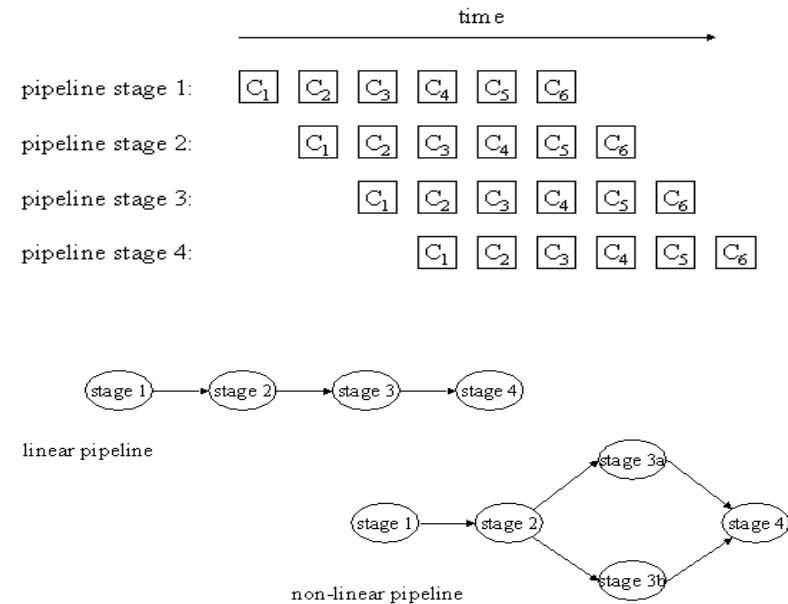 time
pipeline stage 1: C1 C2 C3 C4 C5 C6
pipeline stage 2: C1 C2 C3 C4 C5 C6
pipeline stage 3: C1 C2 C3 C4 C5 C6
pipeline stage 4: C1 C2 C3 C4 C5 C6
stage 1 stage 2 stage 3 stage 4
linear pipeline
stage 3a
stage 1 stage 2 stage 4
stage 3b
non-linear pipeline